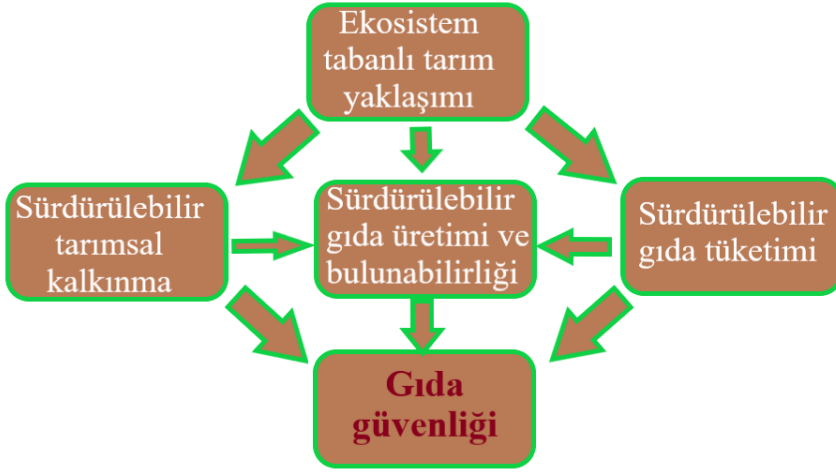 Ekosistem
tabanlı tarım
yaklaşımı
Sürdürülebilir
tarımsal
kalkınma
Sürdürülebilir
gıda üretimi ve
bulunabilirliği
Sürdürülebilir
gıda tüketimi
Gıda
güvenliği